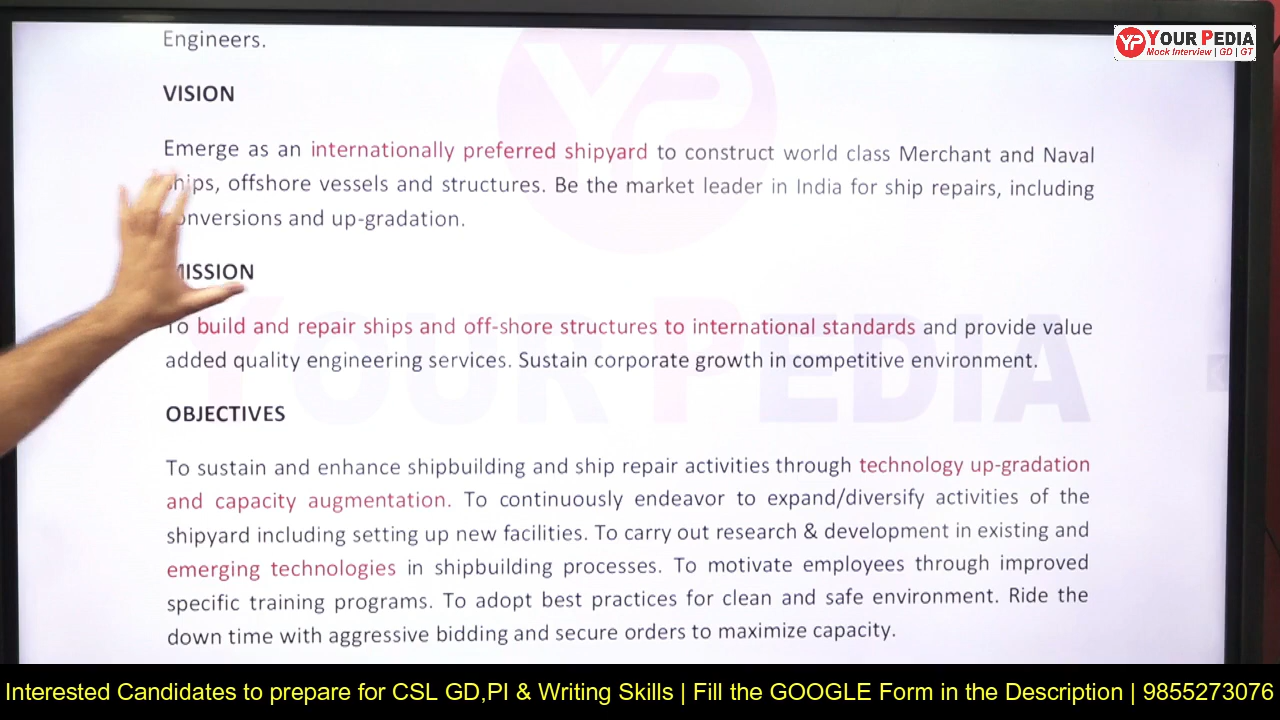 Engineers.
YOUR PEDIA
Mock Interview | GD | GT
VISION
Emerge as an internationally preferred shipyard to construct world class Merchant and Naval
ships, offshore vessels and structures. Be the market leader in India for ship repairs, including
conversions and up-gradation.
MISSION
To build and repair ships and off-shore structures to international standards and provide value
added quality engineering services. Sustain corporate growth in competitive environment.
YOUR PEDIA
OBJECTIVES
To sustain and enhance shipbuilding and ship repair activities through technology up-gradation
and capacity augmentation. To continuously endeavor to expand/diversify activities of the
shipyard including setting up new facilities. To carry out research & development in existing and
emerging technologies in shipbuilding processes. To motivate employees through improved
specific training programs. To adopt best practices for clean and safe environment. Ride the
down time with aggressive bidding and secure orders to maximize capacity.
Interested Candidates to prepare for CSL GD,PI & Writing Skills | Fill the GOOGLE Form in the Description | 9855273076